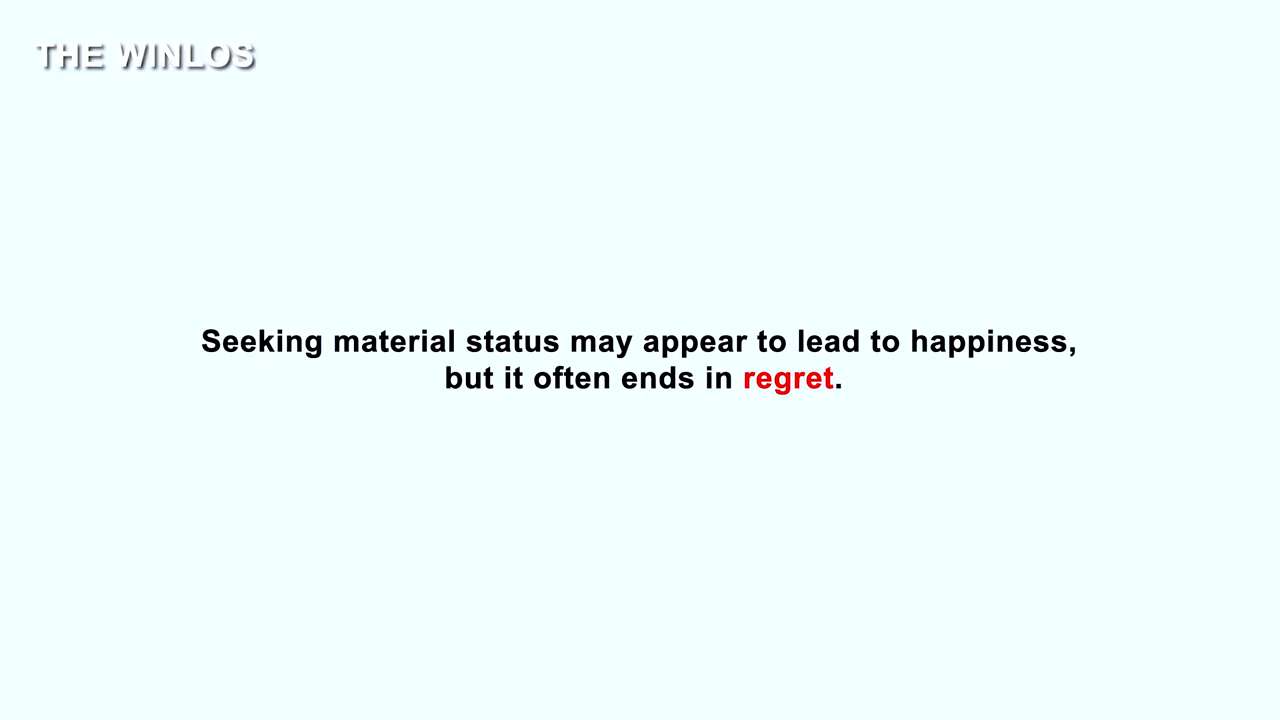 THE WINLOS
Seeking material status may appear to lead to happiness,
but it often ends in regret.